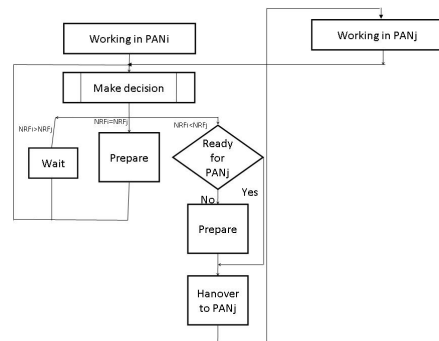 Working in PANi
Working in PANj
Make decision
NRFi>NRFj
NRFi=NRFj
NRFi<NRFj
Wait
Prepare
Ready
for
PANj
No
Yes
Prepare
Hanover
to PANj